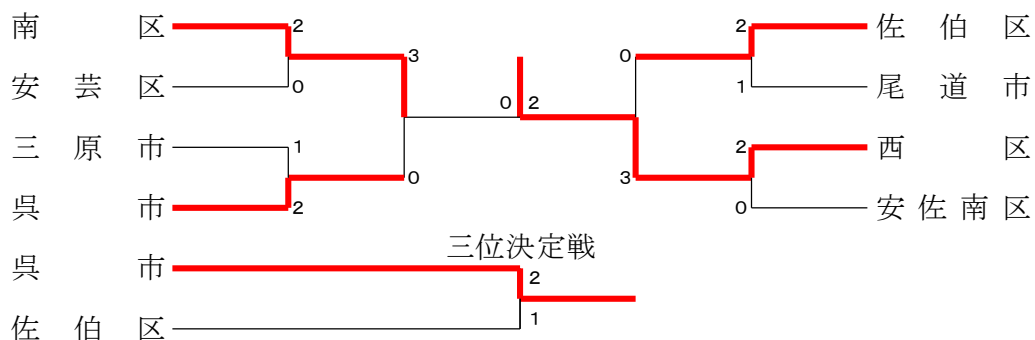 南区 2 2 佐伯区
3 0
安芸区 0 1 尾道市
0 2
三原市 1 2 西区
0 3
呉市 2 0 安佐南区
三位決定戦
呉市 2
佐伯区 1